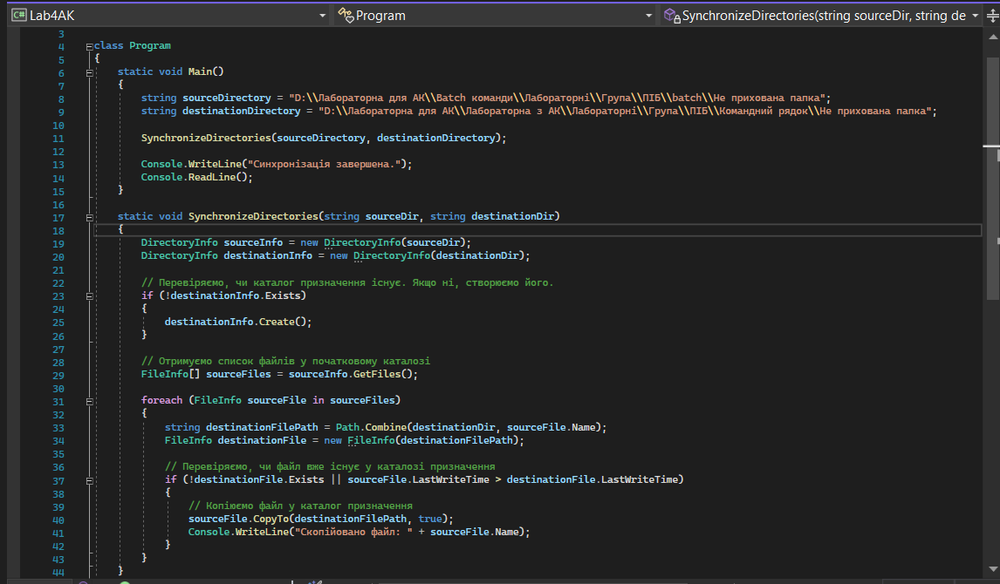 C# Lab4AK
Program
SynchronizeDirectories(string sourceDir, string de
3
4 class Program
5 {
6 static void Main()
7 {
8 string sourceDirectory = "D:\\Лабораторна для АК\\Batch команди\\Лабораторні\\Група\\ПІБ\\batch\\Не прихована папка";
9 string destinationDirectory = "D:\\Лабораторна для АК\\Лабораторна з АК\\Лабораторні\\Група\\ПІБ\\Командний рядок\\Не прихована папка";
10
11 SynchronizeDirectories(sourceDirectory, destinationDirectory);
12
13 Console.WriteLine("Синхронізація завершена.");
14 Console.ReadLine();
15 }
16
17 static void SynchronizeDirectories(string sourceDir, string destinationDir)
18 {
19 DirectoryInfo sourceInfo = new DirectoryInfo(sourceDir);
20 DirectoryInfo destinationInfo = new DirectoryInfo(destinationDir);
21
22 // Перевіряємо, чи каталог призначення існує. Якщо ні, створюємо його.
23 if (!destinationInfo.Exists)
24 {
25 destinationInfo.Create();
26 }
27
28 // Отримуємо список файлів у початковому каталозі
29 FileInfo[] sourceFiles = sourceInfo.GetFiles();
30
31 foreach (FileInfo sourceFile in sourceFiles)
32 {
33 string destinationFilePath = Path.Combine(destinationDir, sourceFile.Name);
34 FileInfo destinationFile = new FileInfo(destinationFilePath);
35
36 // Перевіряємо, чи файл вже існує у каталозі призначення
37 if (!destinationFile.Exists || sourceFile.LastWriteTime > destinationFile.LastWriteTime)
38 {
39 // Копіюємо файл у каталог призначення
40 sourceFile.CopyTo(destinationFilePath, true);
41 Console.WriteLine("Скопійовано файл: " + sourceFile.Name);
42 }
43 }
44 }